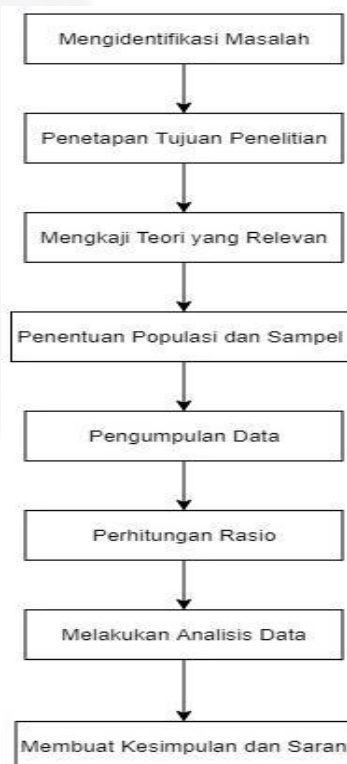 Mengidentifikasi Masalah
Penetapan Tujuan Penelitian
Mengkaji Teori yang Relevan
Penentuan Populasi dan Sampel
Pengumpulan Data
Perhitungan Rasio
Melakukan Analisis Data
Membuat Kesimpulan dan Saran